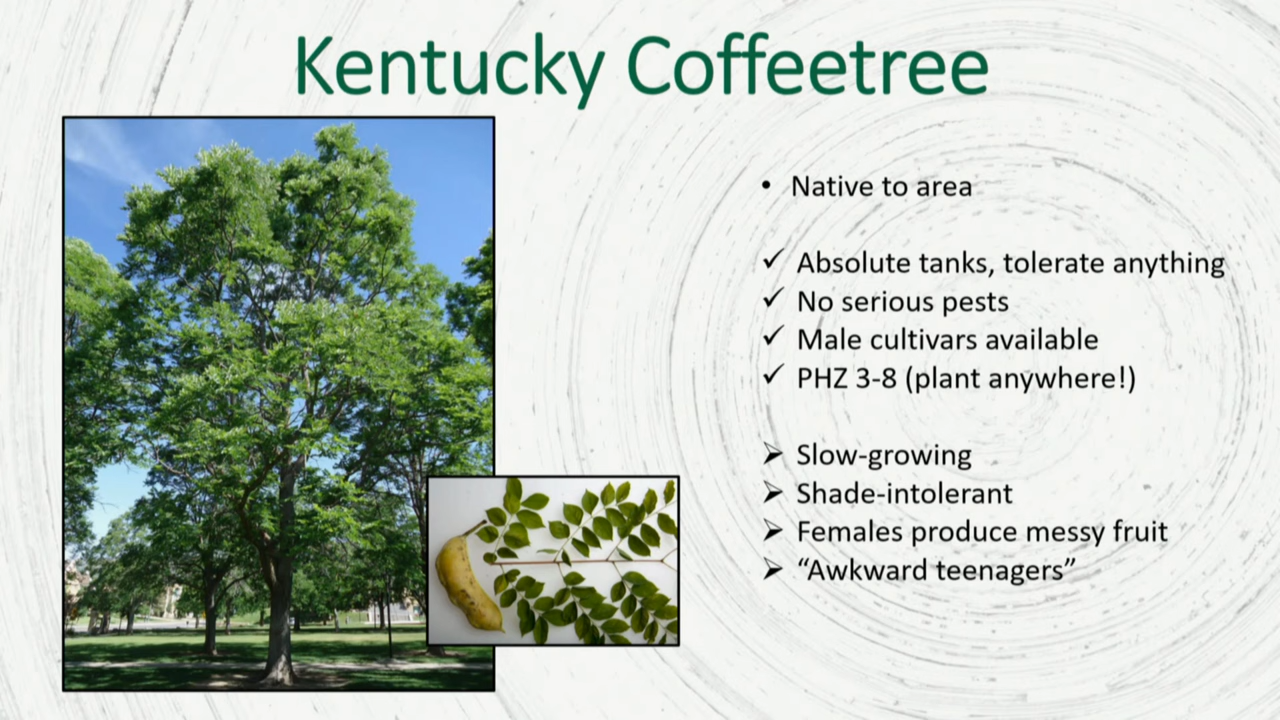 Kentucky Coffeetree
• Native to area
✓ Absolute tanks, tolerate anything
✓ No serious pests
✓ Male cultivars available
✓ PHZ 3-8 (plant anywhere!)
➢ Slow-growing
➢ Shade-intolerant
➢ Females produce messy fruit
➢ “Awkward teenagers”